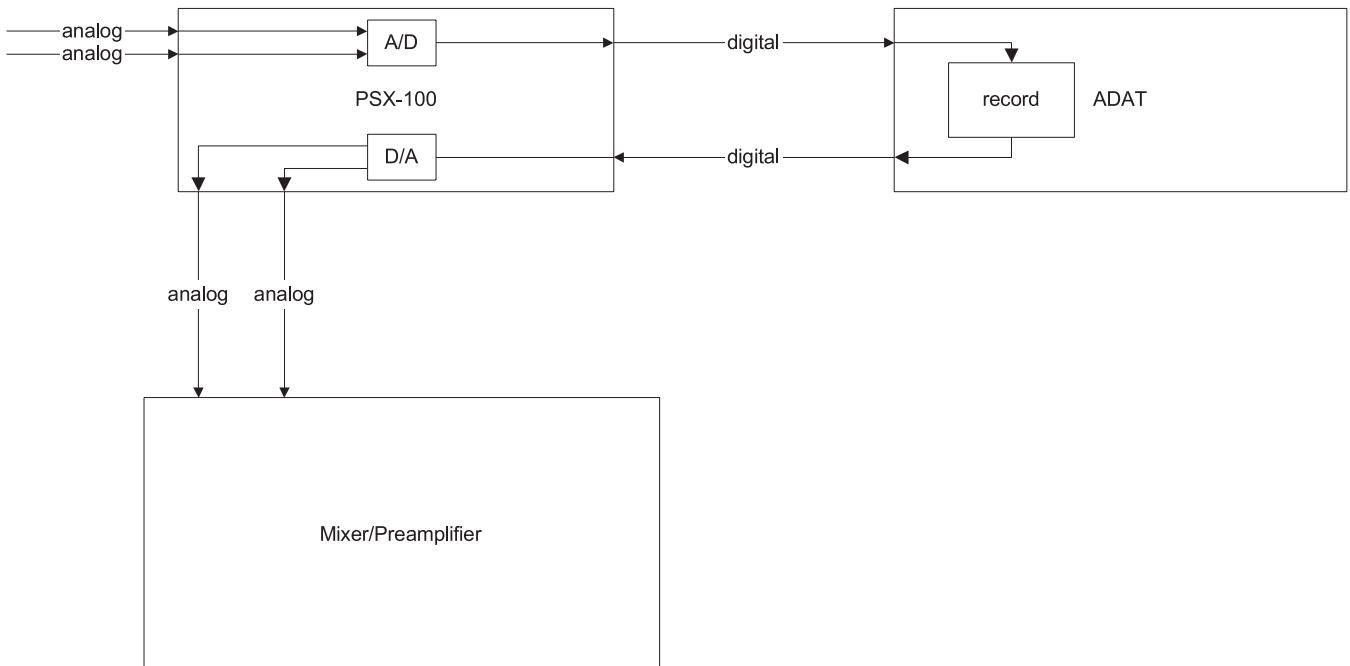 analog
analog
A/D
digital
record
ADAT
PSX-100
D/A
digital
analog
analog
Mixer/Preamplifier